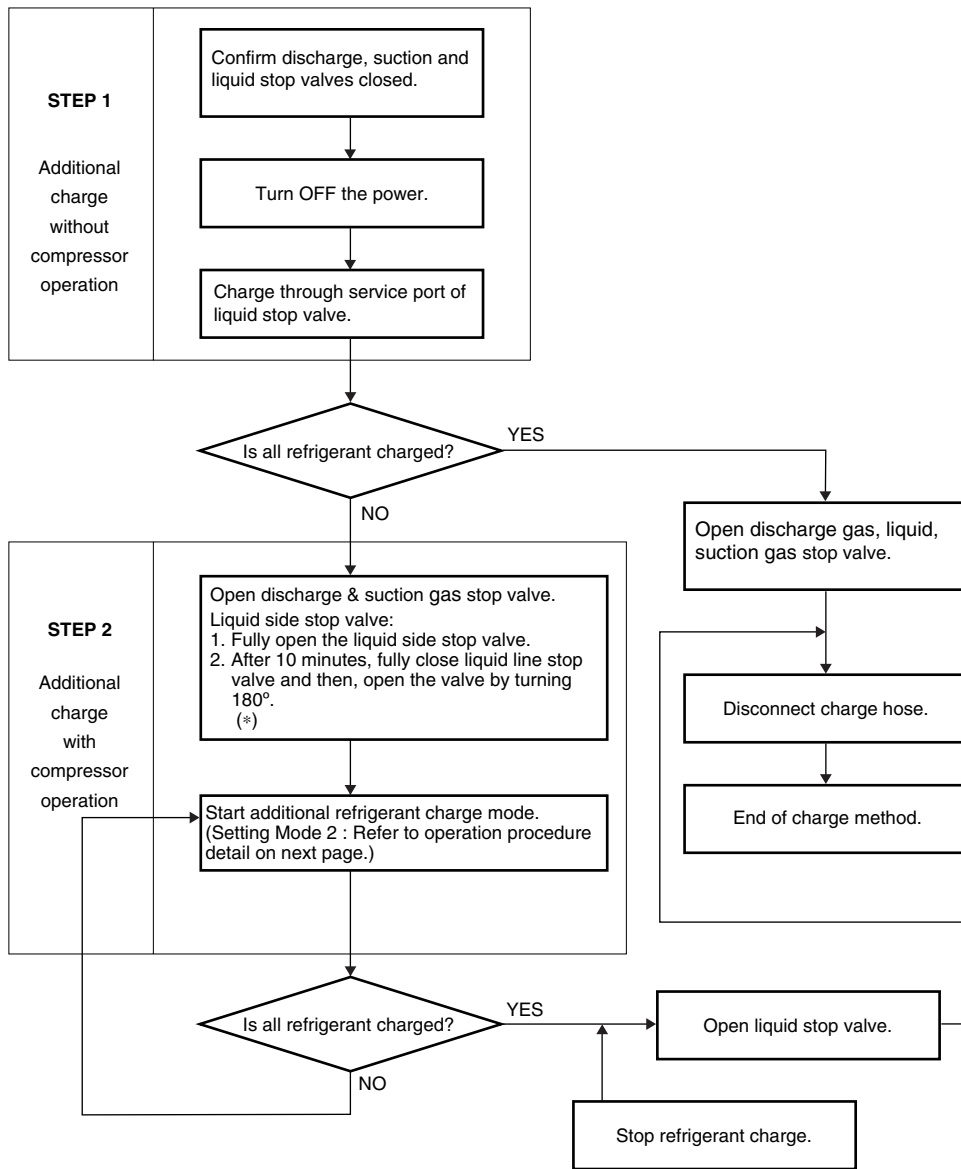 STEP 1
Additional
charge
without
compressor
operation
Confirm discharge, suction and
liquid stop valves closed.
Turn OFF the power.
Charge through service port of
liquid stop valve.
Is all refrigerant charged?
YES
NO
Open discharge gas, liquid,
suction gas stop valve.
Disconnect charge hose.
End of charge method.
STEP 2
Additional
charge
with
compressor
operation
Open discharge & suction gas stop valve.
Liquid side stop valve:
1. Fully open the liquid side stop valve.
2. After 10 minutes, fully close liquid line stop
valve and then, open the valve by turning
180º.
(*)
Start additional refrigerant charge mode.
(Setting Mode 2 : Refer to operation procedure
detail on next page.)
Is all refrigerant charged?
YES
NO
Open liquid stop valve.
Stop refrigerant charge.